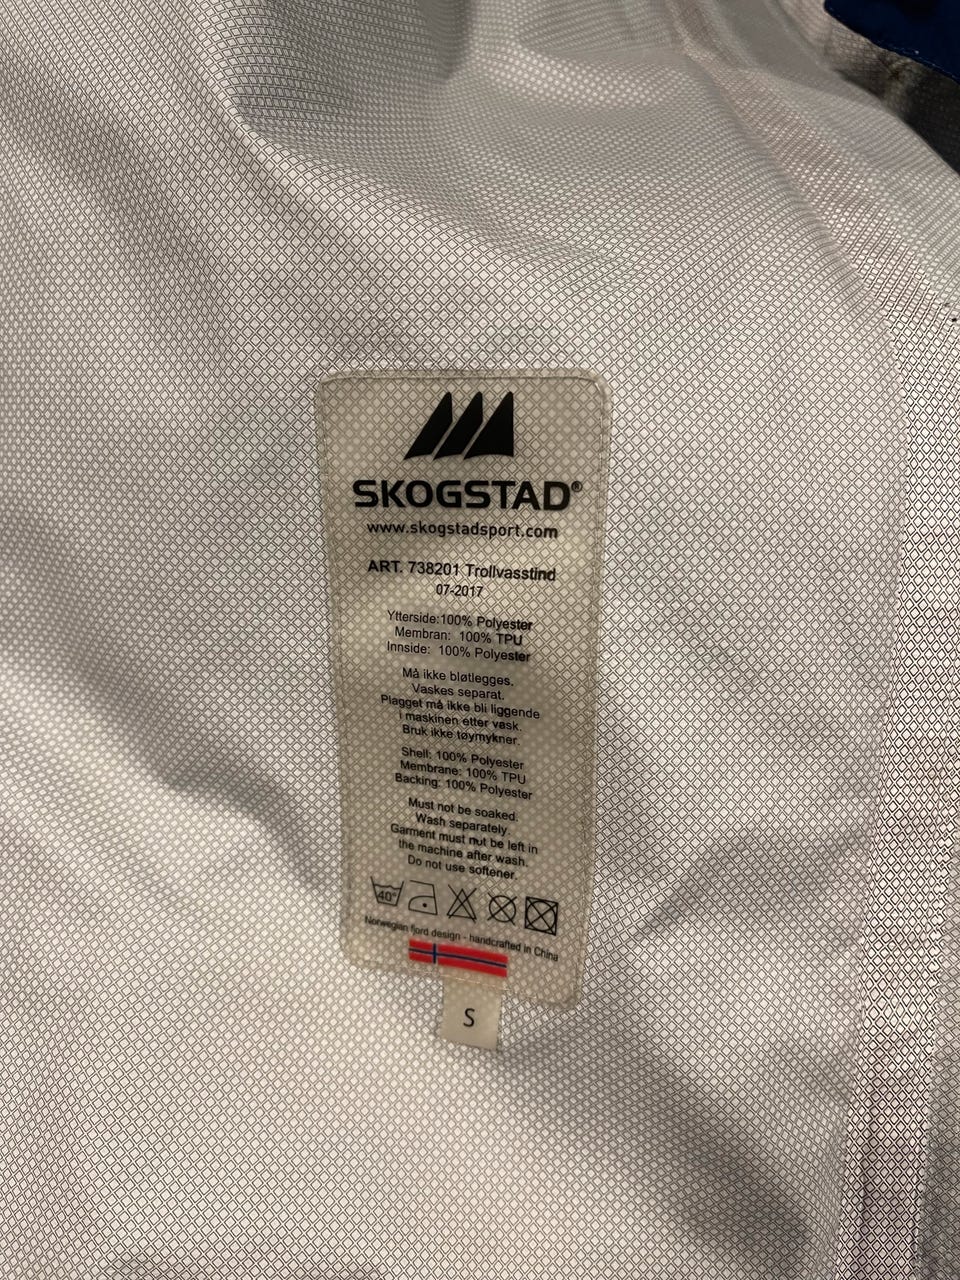 SKOGSTAD®
www.skogstadsport.com
ART. 738201 Trollvasstind
07-2017
Ytterside:100% Polyester
Membran: 100% TPU
Innside: 100% Polyester
Må ikke bløtlegges.
Vaskes separat.
Plagget må ikke bli liggende
i maskinen etter vask.
Bruk ikke tøymykner.
Shell: 100% Polyester
Membrane: 100% TPU
Backing: 100% Polyester
Must not be soaked.
Wash separately.
Garment must not be left in
the machine after wash.
Do not use softener.
40°
Norwegian fjord design - handcrafted in China
S